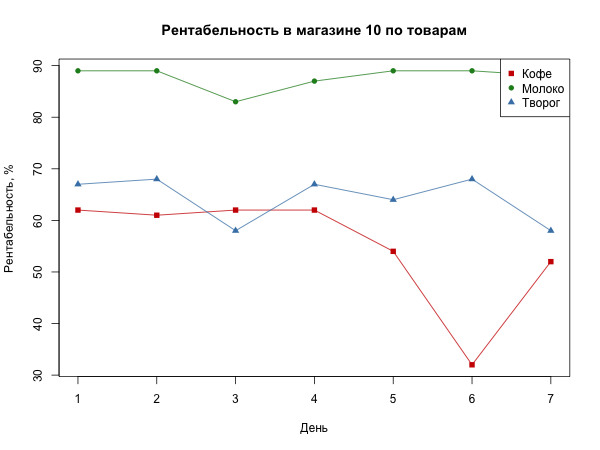 Рентабельность в магазине 10 по товарам
Рентабельность, %
90
80
70
60
50
40
30
Кофе
Молоко
Творог
1 2 3 4 5 6 7
День